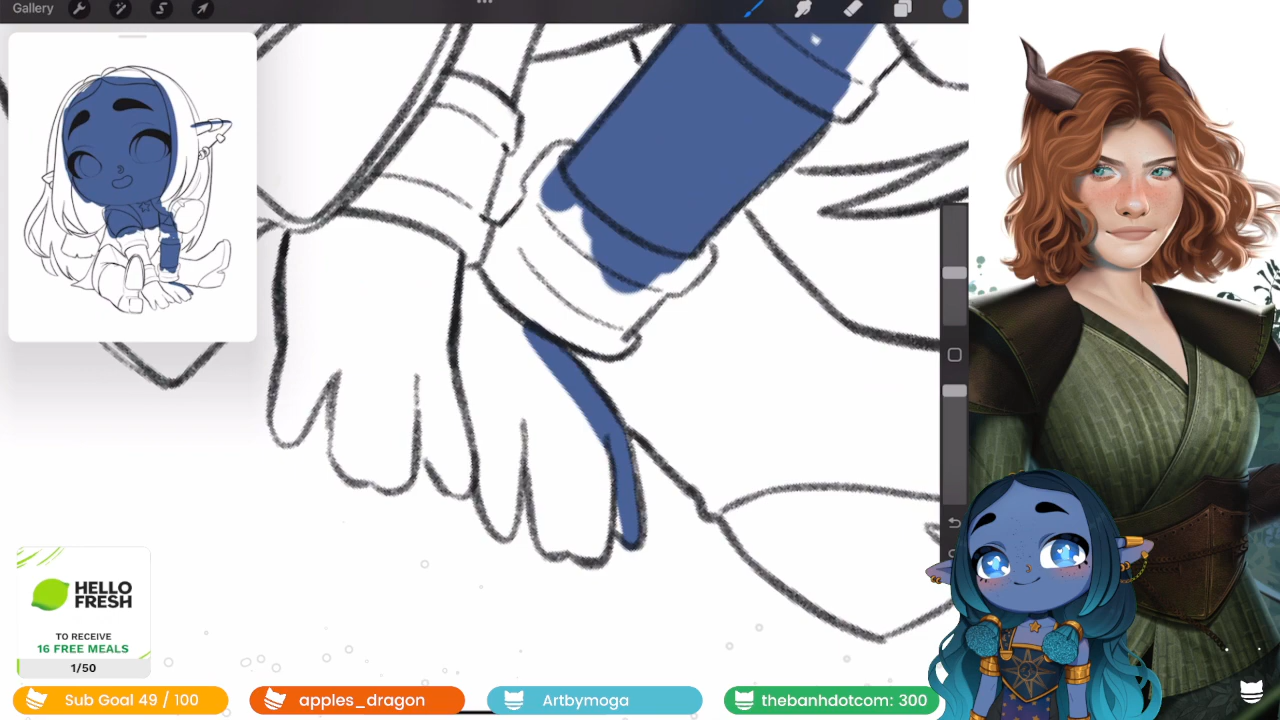 Gallery
HELLO
FRESH
TO RECEIVE
16 FREE MEALS
1/50
Sub Goal 49 / 100
apples_dragon
Artbymoga
thebanhdotcom: 300